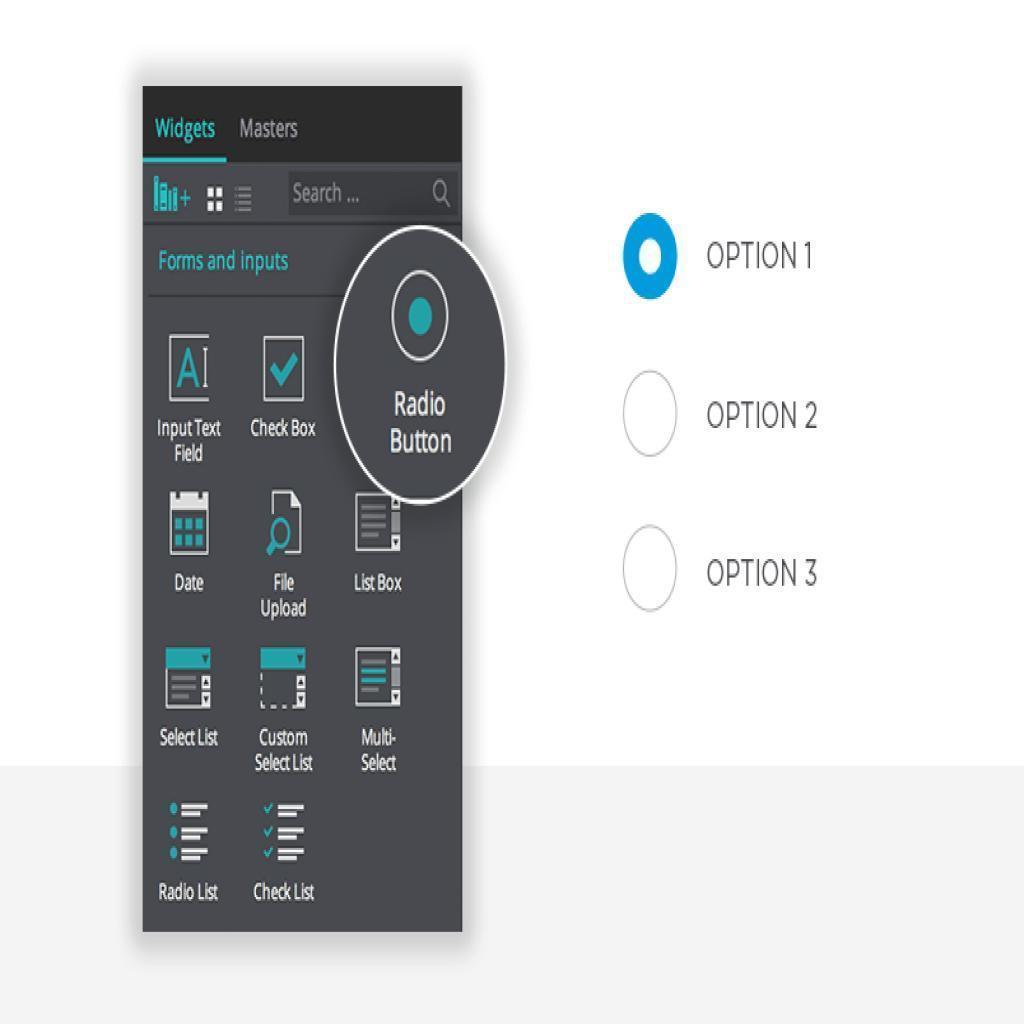 Widgets Masters
Search ...
Forms and inputs
Radio
Button
Input Text
Field
Check Box
Date
File
Upload
List Box
Select List
Custom
Select List
Multi-
Select
Radio List
Check List
OPTION 1
OPTION 2
OPTION 3